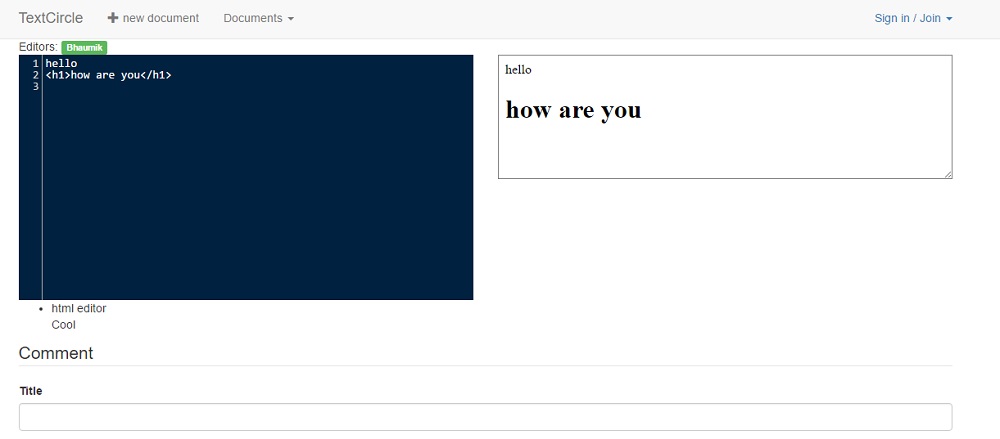 TextCircle + new document Documents Sign in / Join
Editors: Bhaumik
1 hello
2 <h1>how are you</h1>
3
hello
how are you
html editor
Cool
Comment
Title